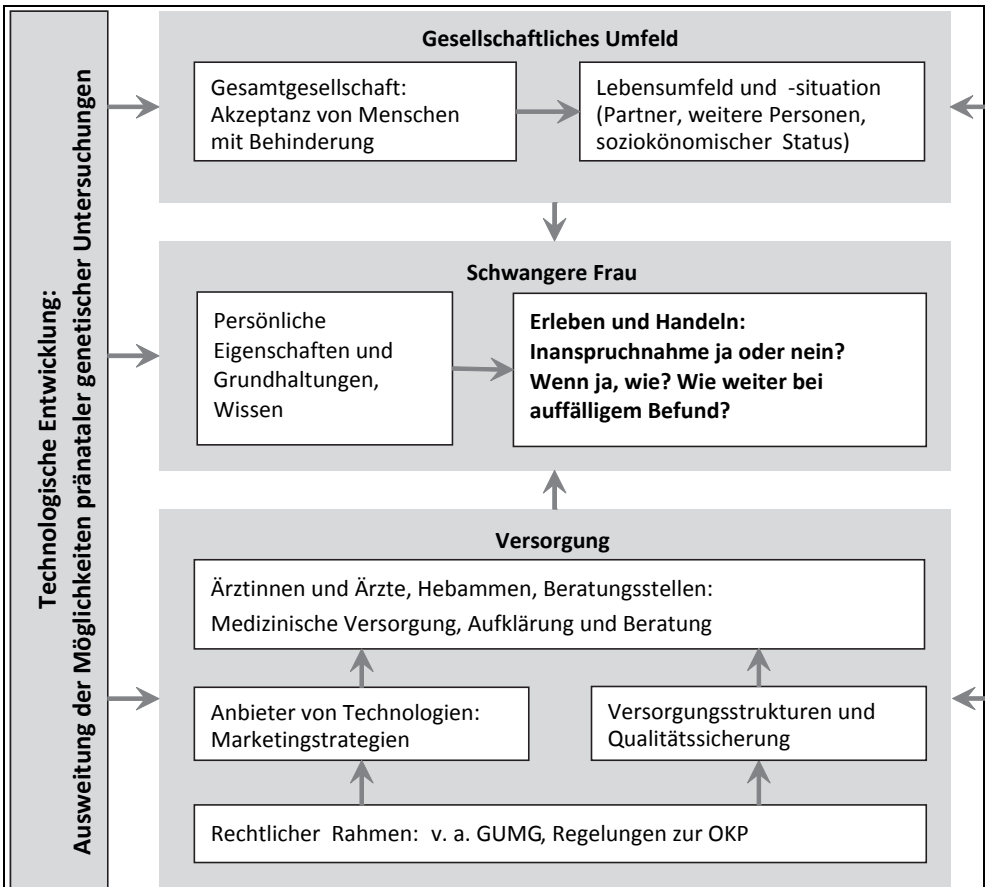 Technologische Entwicklung:
Ausweitung der Möglichkeiten pränataler genetischer Untersuchungen
Gesellschaftliches Umfeld
Gesamtgesellschaft:
Akzeptanz von Menschen
mit Behinderung
Lebensumfeld und -situation
(Partner, weitere Personen,
soziokönomischer Status)
Schwangere Frau
Persönliche
Eigenschaften und
Grundhaltungen,
Wissen
Erleben und Handeln:
Inanspruchnahme ja oder nein?
Wenn ja, wie? Wie weiter bei
auffälligem Befund?
Versorgung
Ärztinnen und Ärzte, Hebammen, Beratungsstellen:
Medizinische Versorgung, Aufklärung und Beratung
Anbieter von Technologien:
Marketingstrategien
Versorgungsstrukturen und
Qualitätssicherung
Rechtlicher Rahmen: v. a. GUMG, Regelungen zur OKP